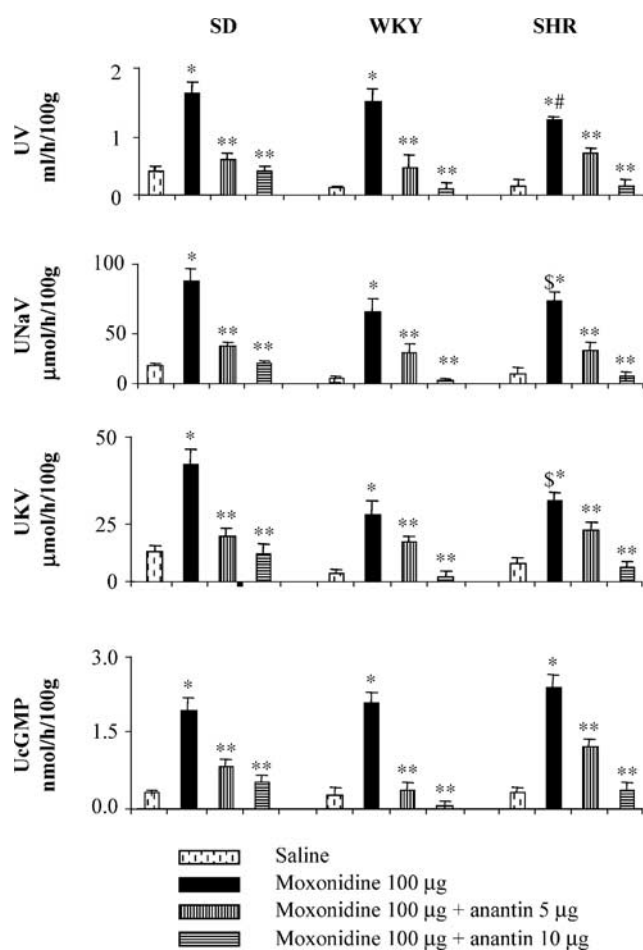 SD WKY SHR
UV
ml/h/100g
2
1
0
* ** ** * ** ** *# ** **
UNaV
µmol/h/100g
100
50
0
* ** ** * ** ** $* ** **
UKV
µmol/h/100g
50
25
0
* ** ** * ** ** $* ** **
UcGMP
nmol/h/100g
3.0
1.5
0.0
* ** ** * ** ** * ** **
Saline
Moxonidine 100 µg
Moxonidine 100 µg + anantin 5 µg
Moxonidine 100 µg + anantin 10 µg